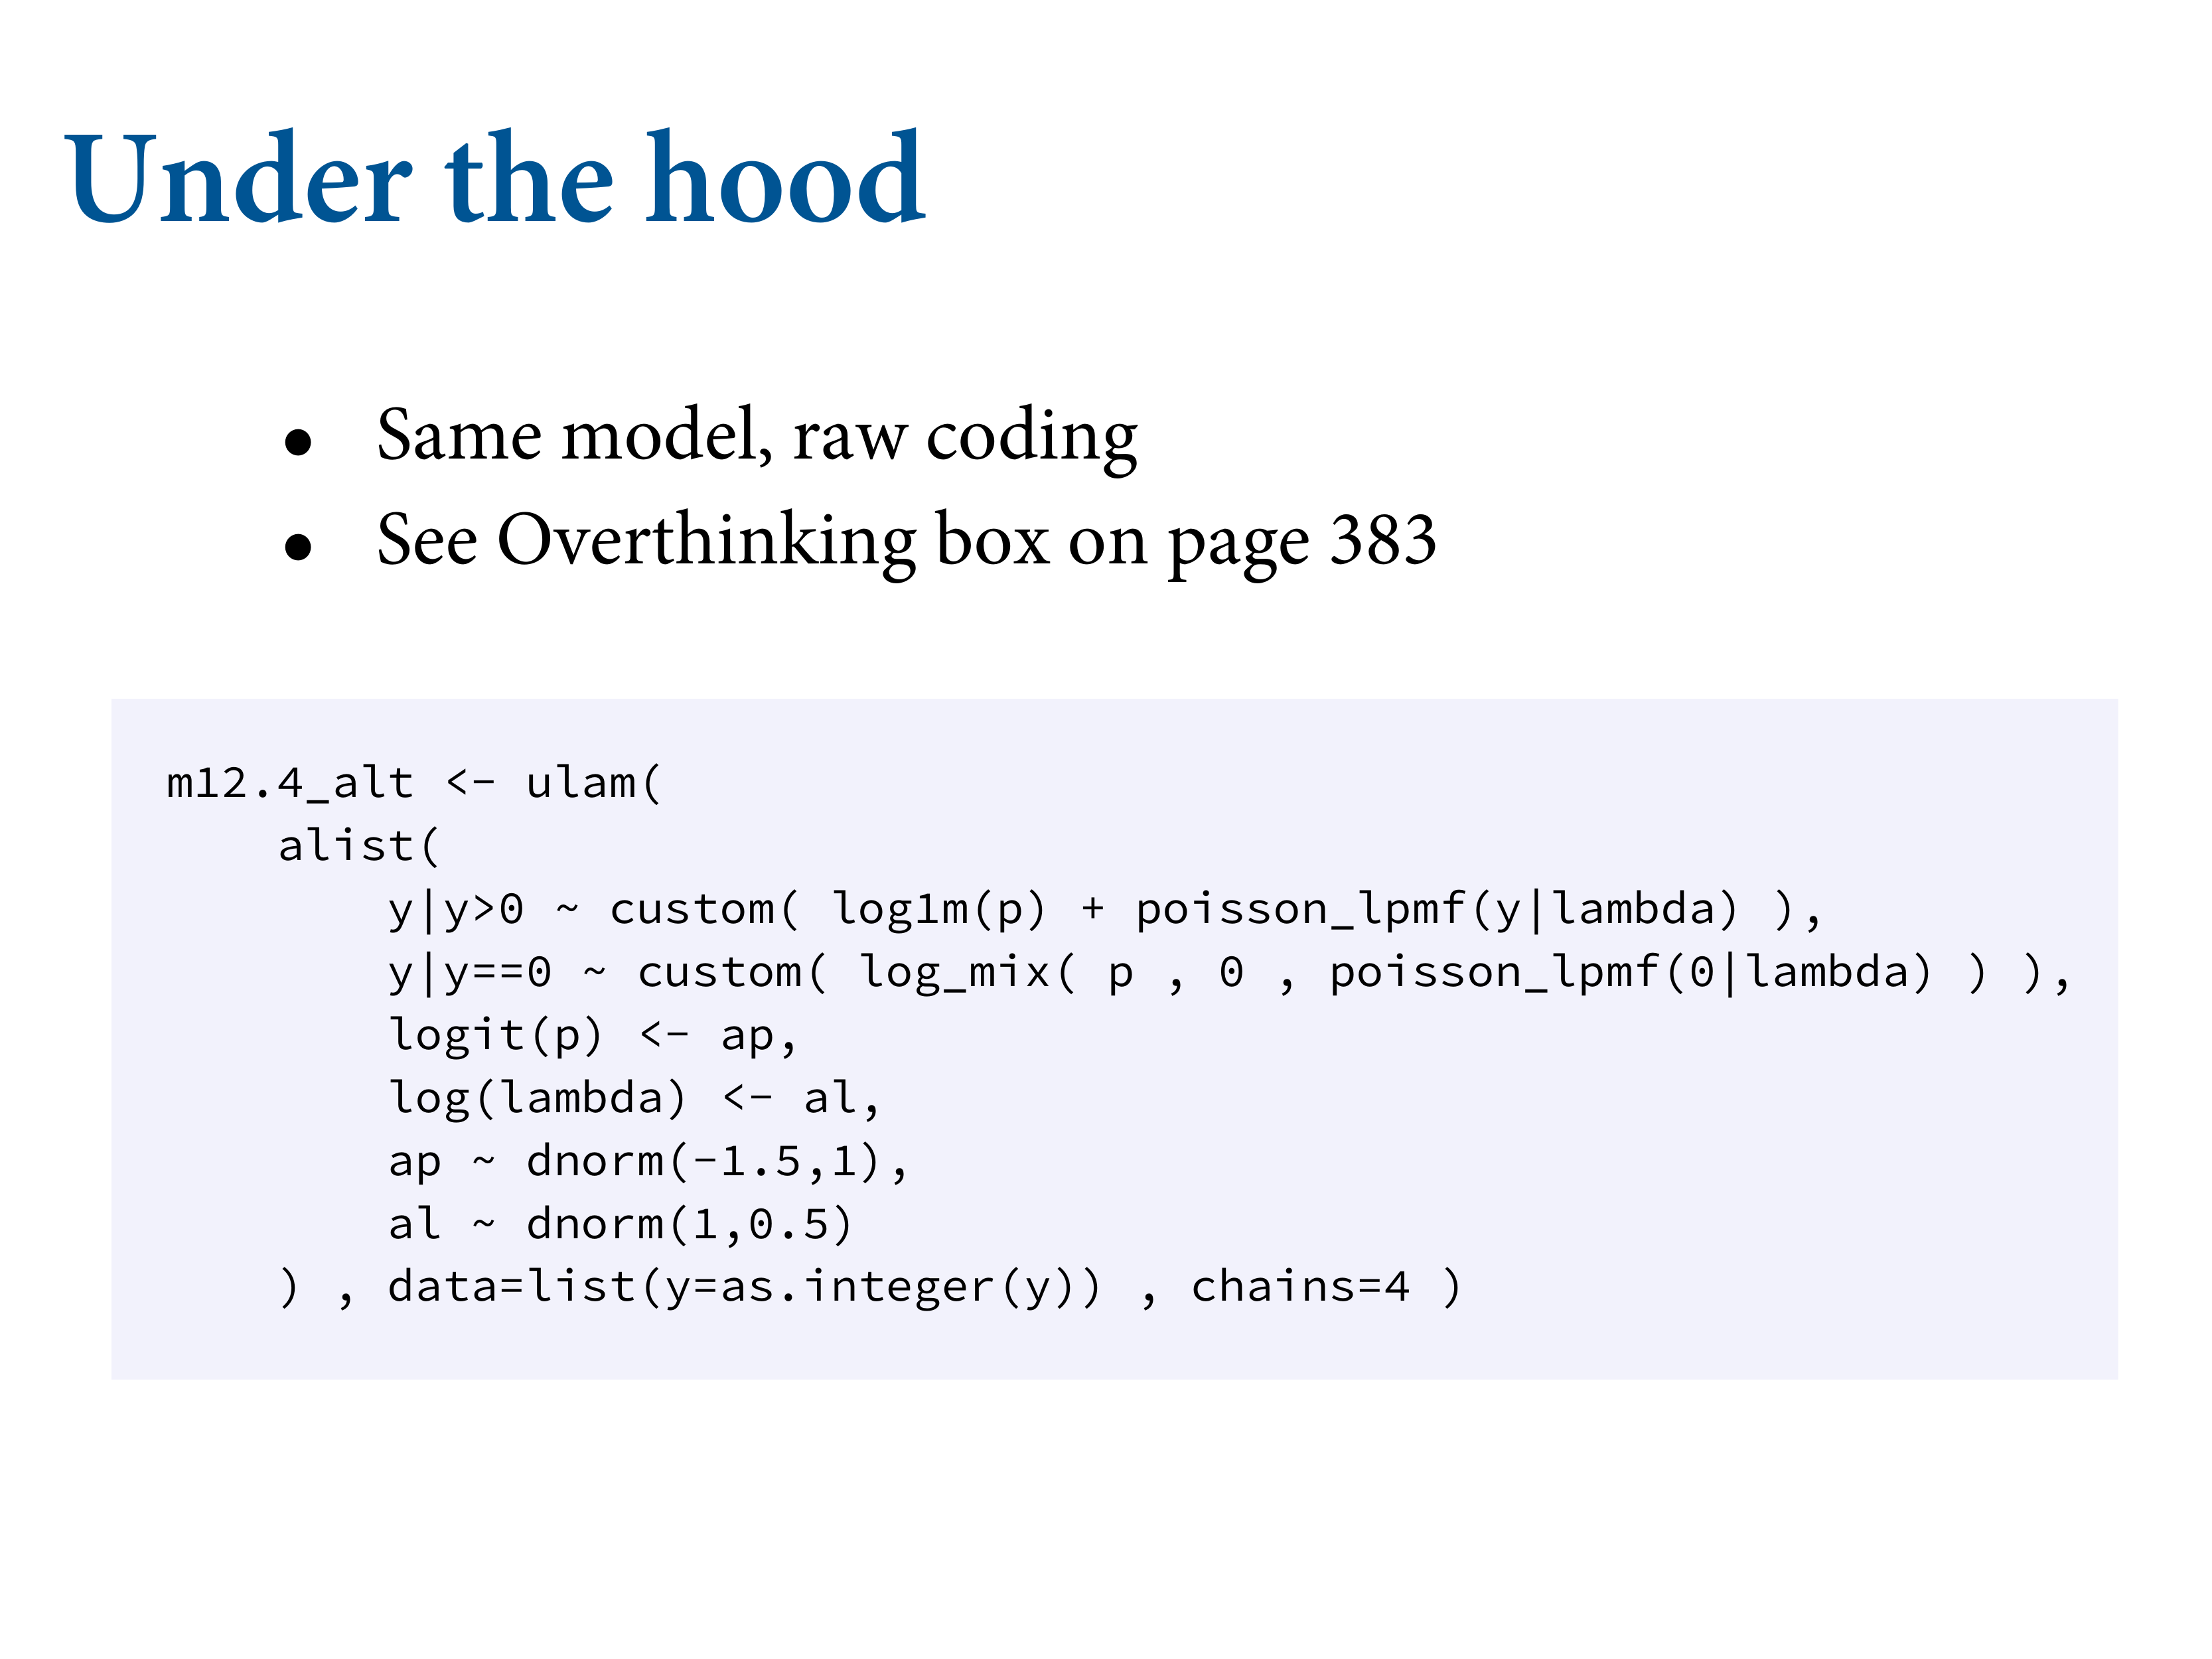 Under the hood
• Same model, raw coding
• See Overthinking box on page 383
m12.4_alt <- ulam(
    alist(
        y|y>0 ~ custom( log1m(p) + poisson_lpmf(y|lambda) ),
        y|y==0 ~ custom( log_mix( p , 0 , poisson_lpmf(0|lambda) ) ),
        logit(p) <- ap,
        log(lambda) <- al,
        ap ~ dnorm(-1.5,1),
        al ~ dnorm(1,0.5)
    ) , data=list(y=as.integer(y)) , chains=4 )